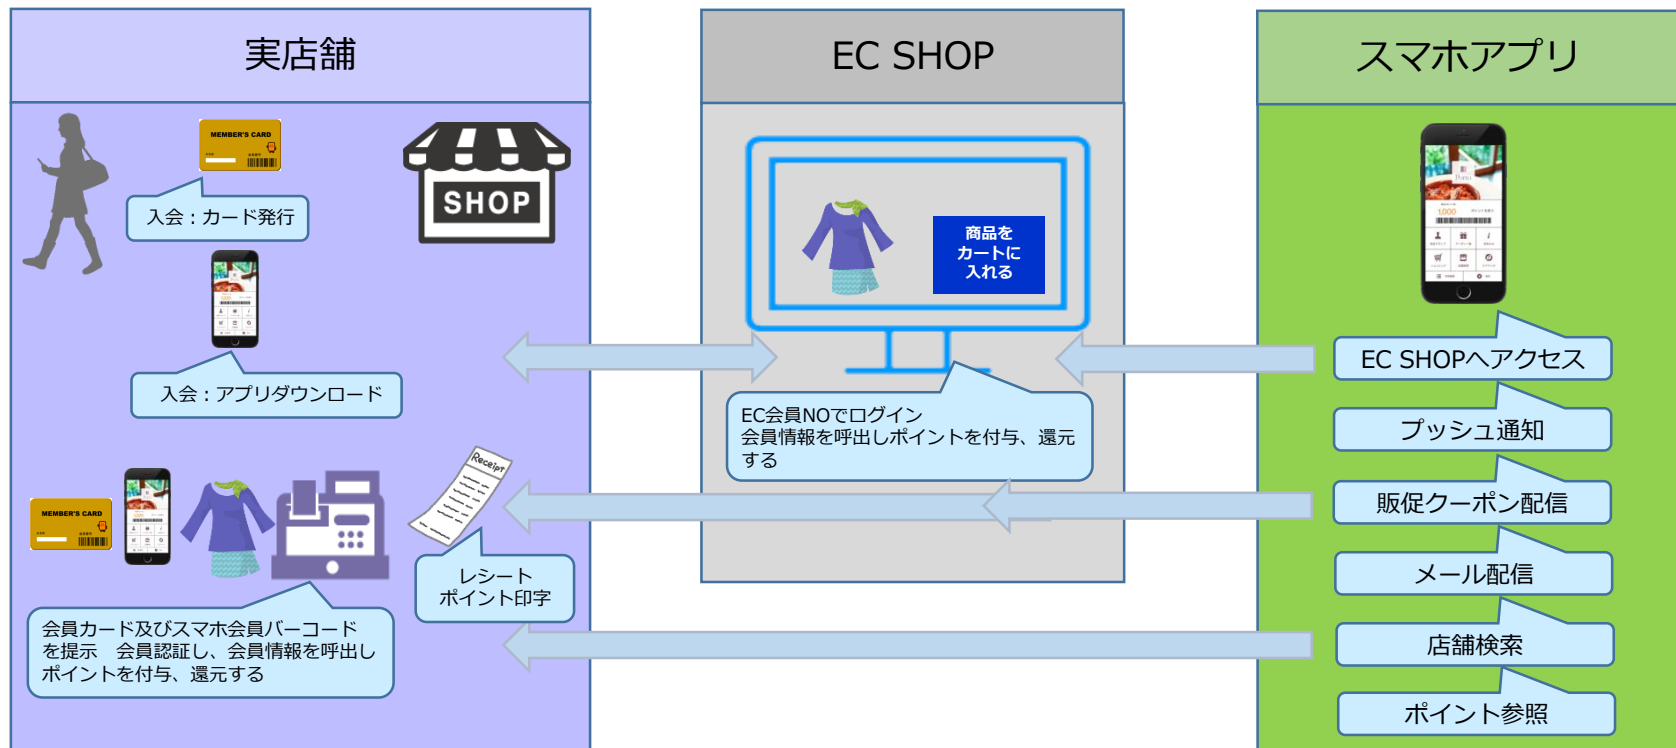 実店舗
EC SHOP
スマホアプリ
MEMBER'S CARD
入会：カード発行
SHOP
商品を
カートに
入れる
1,000
入会：アプリダウンロード
EC SHOPへアクセス
EC会員NOでログイン
会員情報を呼出しポイントを付与、還元
する
プッシュ通知
Receipt
MEMBER'S CARD
販促クーポン配信
レシート
ポイント印字
メール配信
会員カード及びスマホ会員バーコード
を提示　会員認証し、会員情報を呼出し
ポイントを付与、還元する
店舗検索
ポイント参照